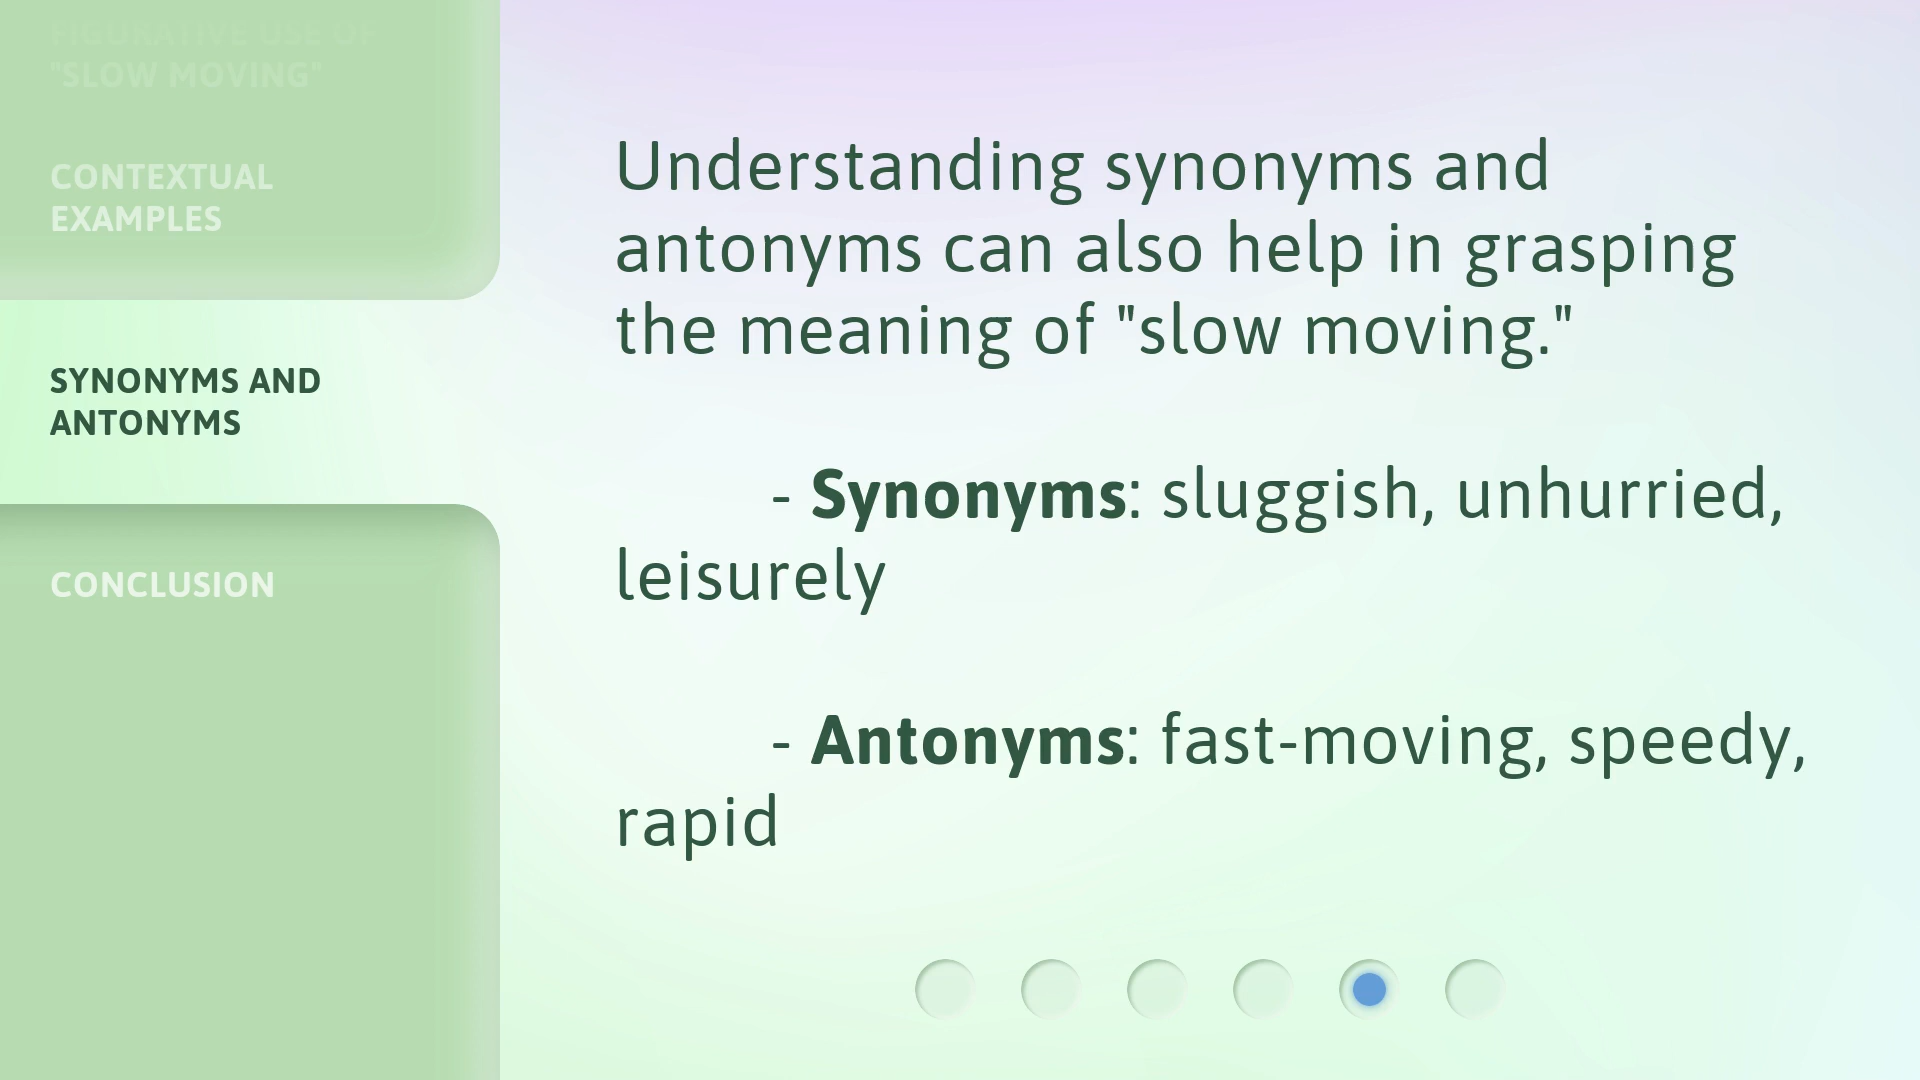 FIGURATIVE USE OF
"SLOW MOVING"
CONTEXTUAL
EXAMPLES
SYNONYMS AND
ANTONYMS
CONCLUSION
Understanding synonyms and
antonyms can also help in grasping
the meaning of "slow moving."
- Synonyms: sluggish, unhurried,
leisurely
- Antonyms: fast-moving, speedy,
rapid